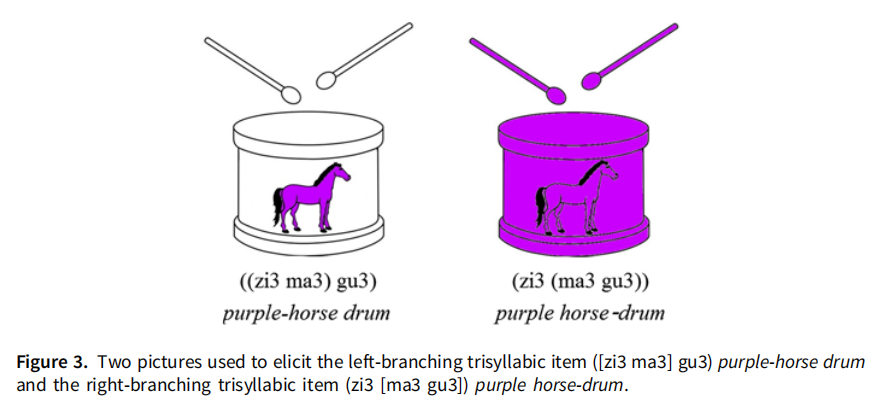 ((zi3 ma3) gu3)
purple-horse drum
(zi3 (ma3 gu3))
purple horse-drum
Figure 3. Two pictures used to elicit the left-branching trisyllabic item ([zi3 ma3] gu3) purple-horse drum
and the right-branching trisyllabic item (zi3 [ma3 gu3]) purple horse-drum.